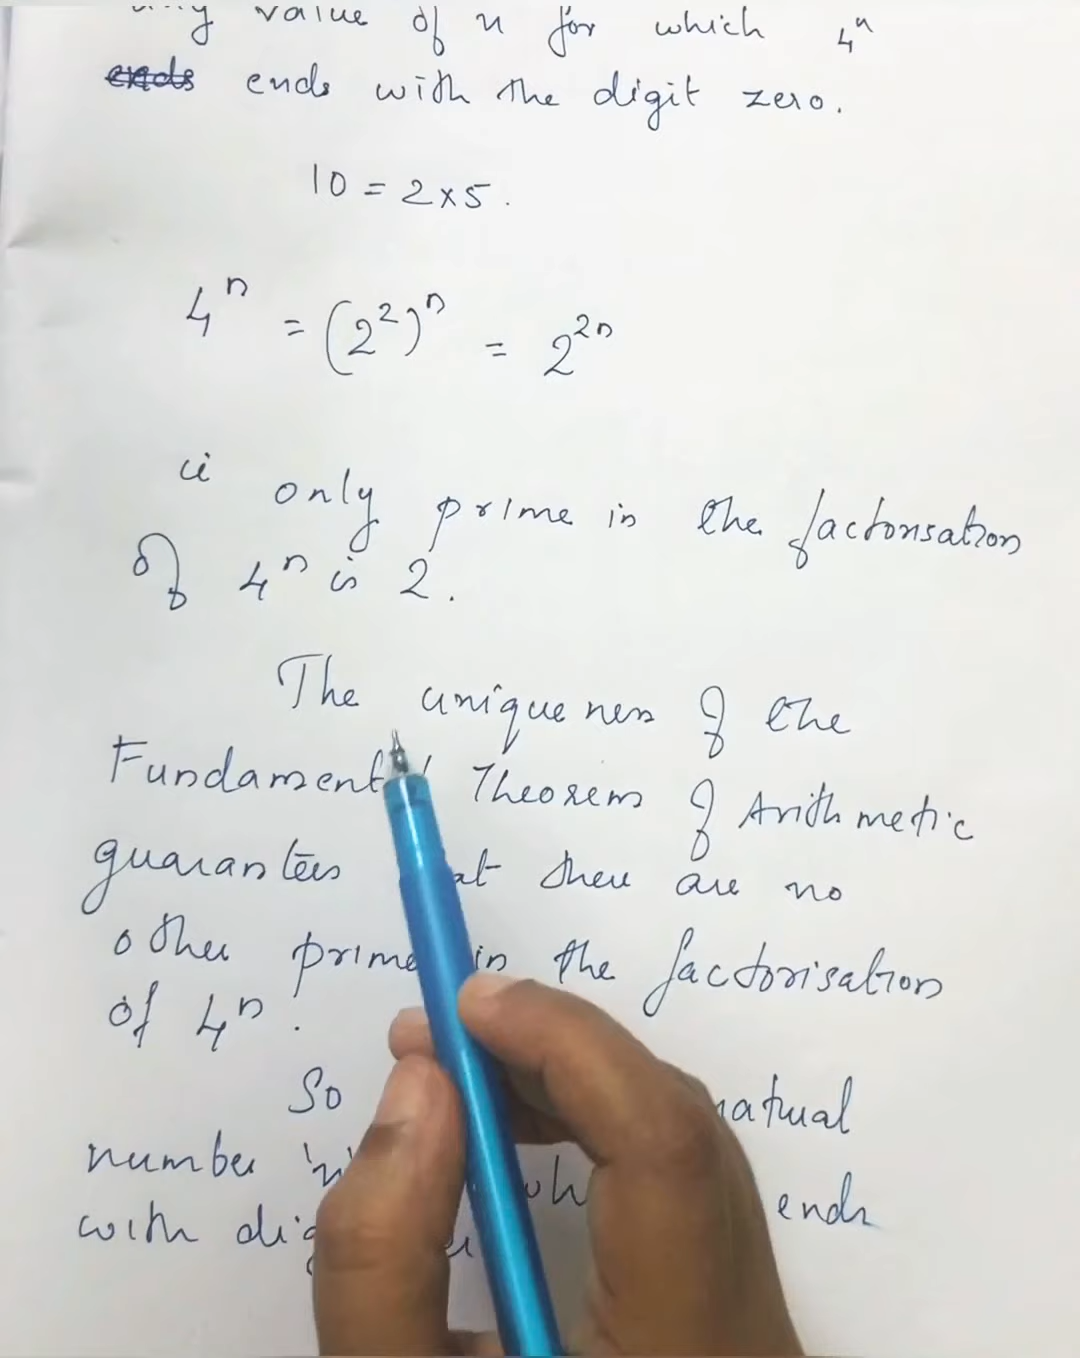 value of n for which 4ⁿ
ends ends with the digit zero.
10 = 2 × 5.
4ⁿ = (2²)ⁿ = 2²ⁿ
ie only prime in the factorisation
of 4ⁿ is 2.
The uniqueness of the
Theorem of Arithmetic
guarantees there are no
other in the factorisation
of 4ⁿ.
So
number 'n' ends
with